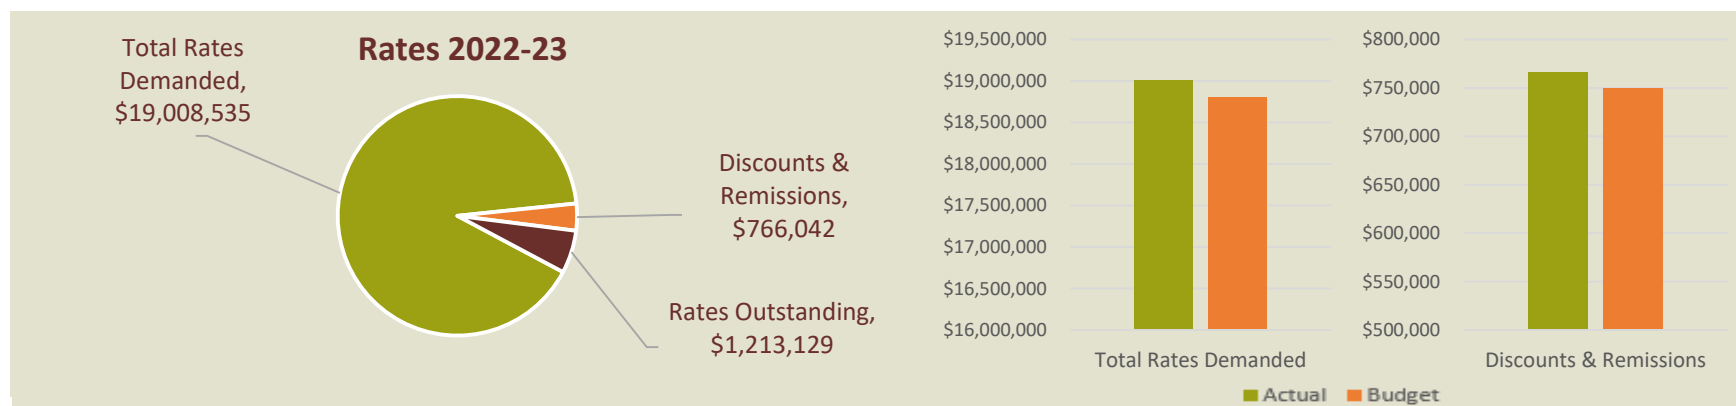 Rates 2022-23
Total Rates
Demanded,
$19,008,535
Discounts &
Remissions,
$766,042
Rates Outstanding,
$1,213,129
$19,500,000
$19,000,000
$18,500,000
$18,000,000
$17,500,000
$17,000,000
$16,500,000
$16,000,000
Total Rates Demanded
$800,000
$750,000
$700,000
$650,000
$600,000
$550,000
$500,000
Discounts & Remissions
Actual Budget